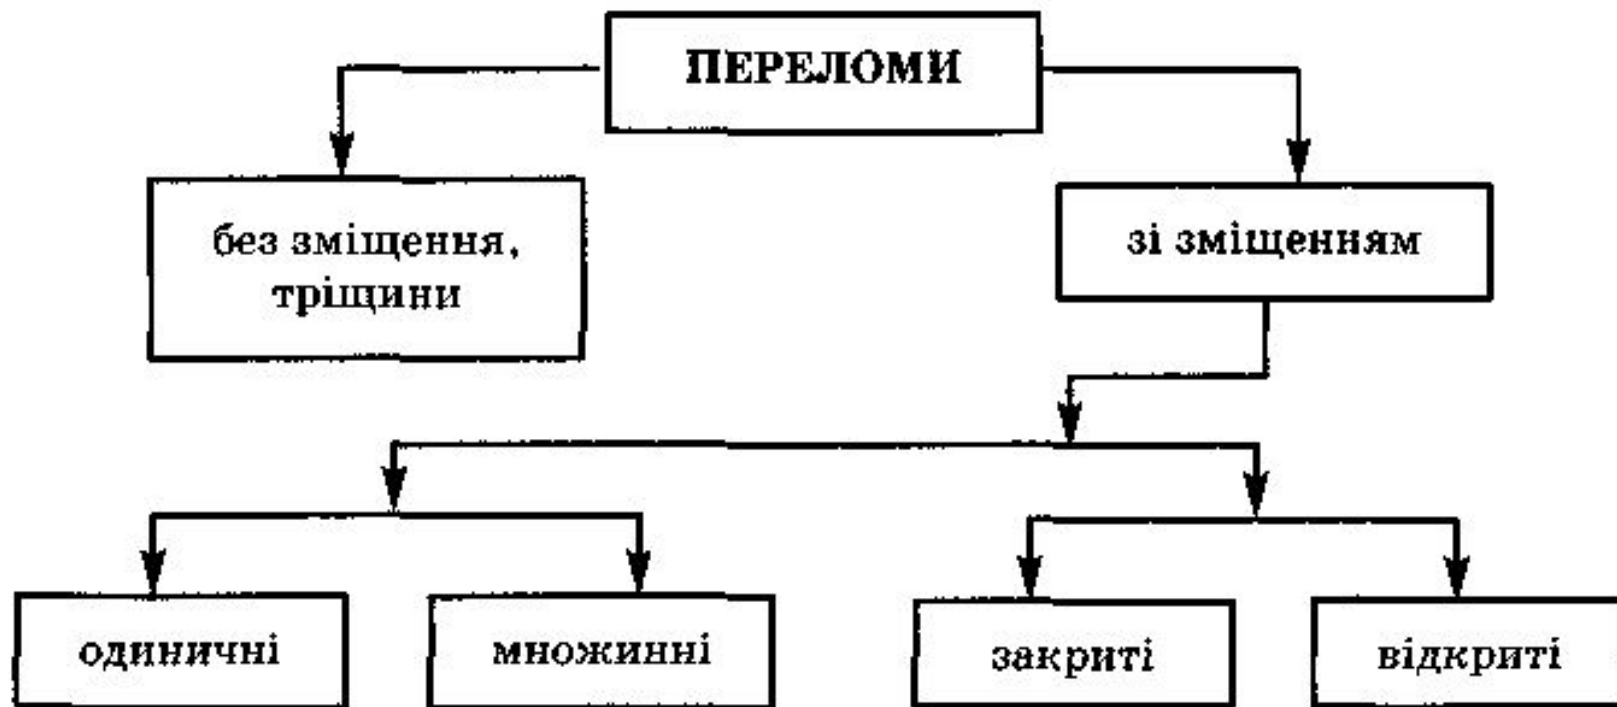 ПЕРЕЛОМИ
без зміщення,
тріщини
зі зміщенням
одиничні
множинні
закриті
відкриті